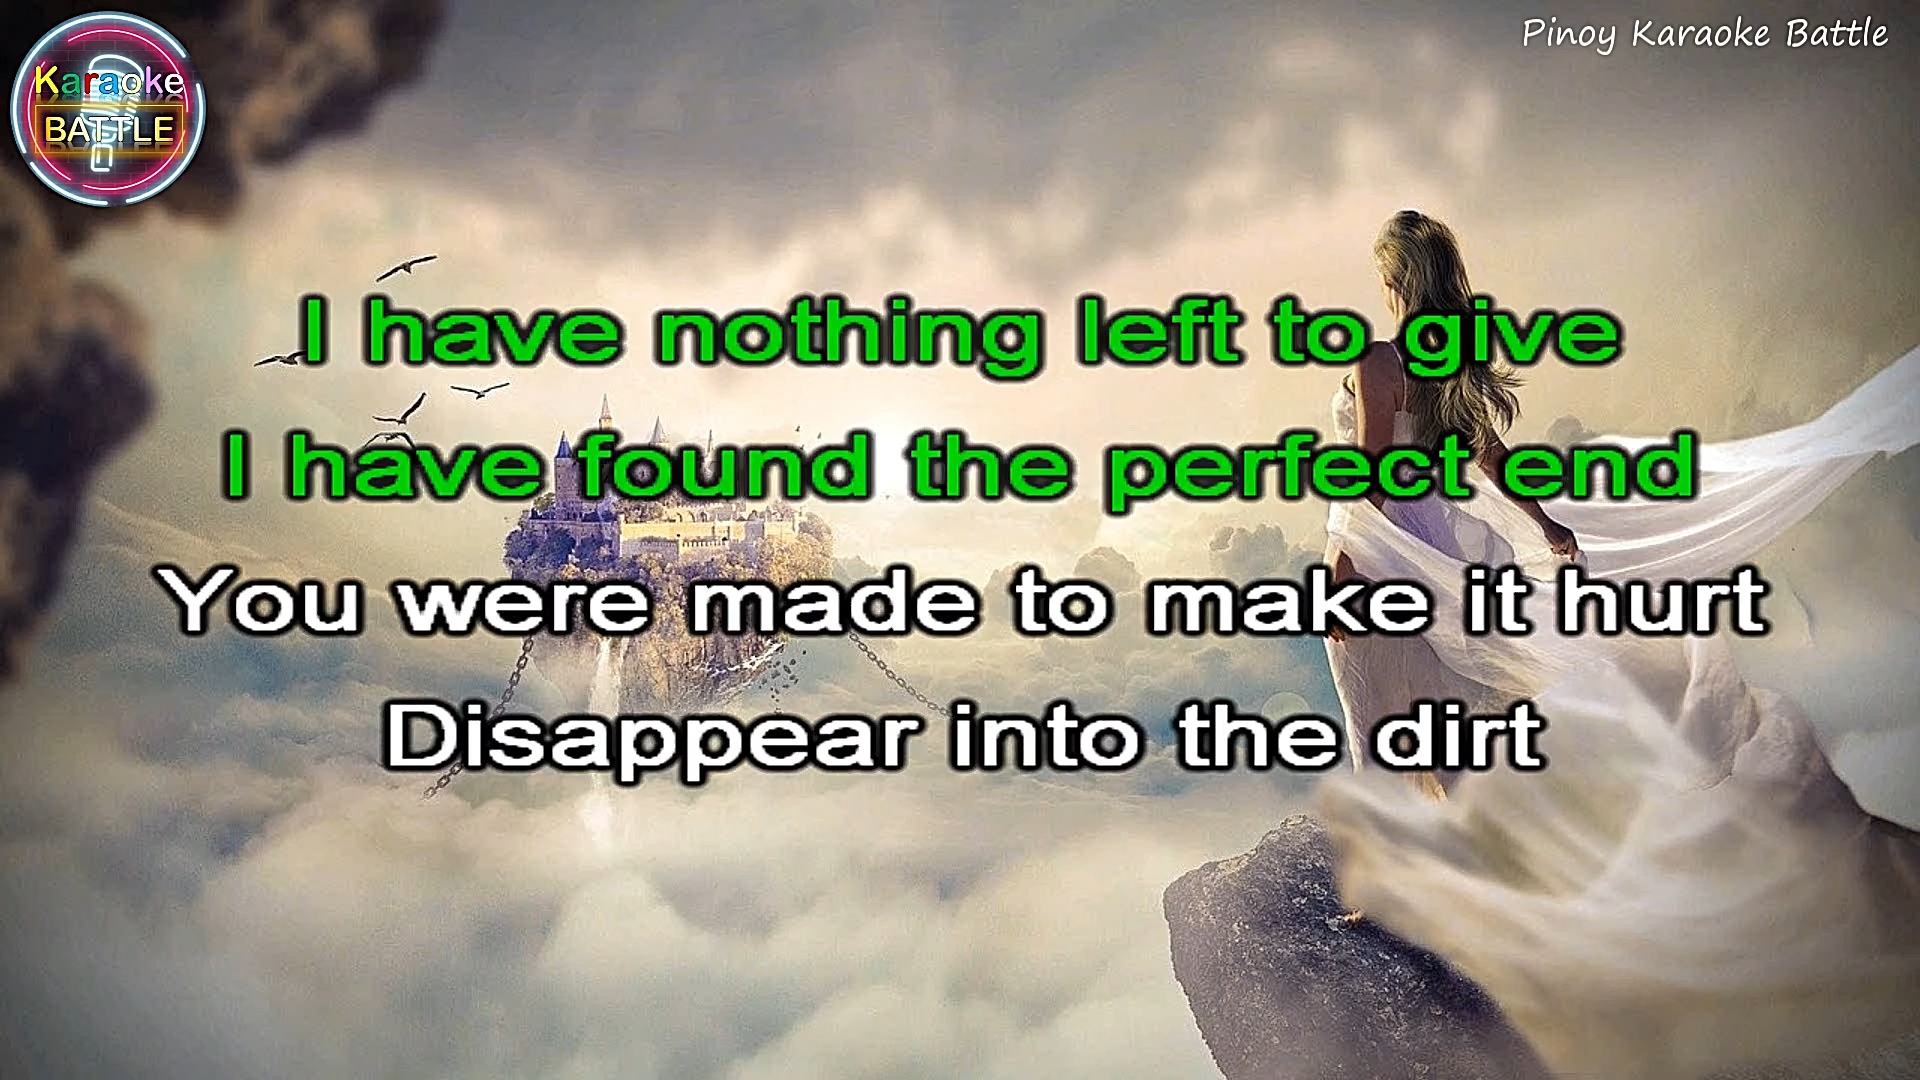 Karaoke
BATTLE
Pinoy Karaoke Battle
I have nothing left to give
I have found the perfect end
You were made to make it hurt
Disappear into the dirt